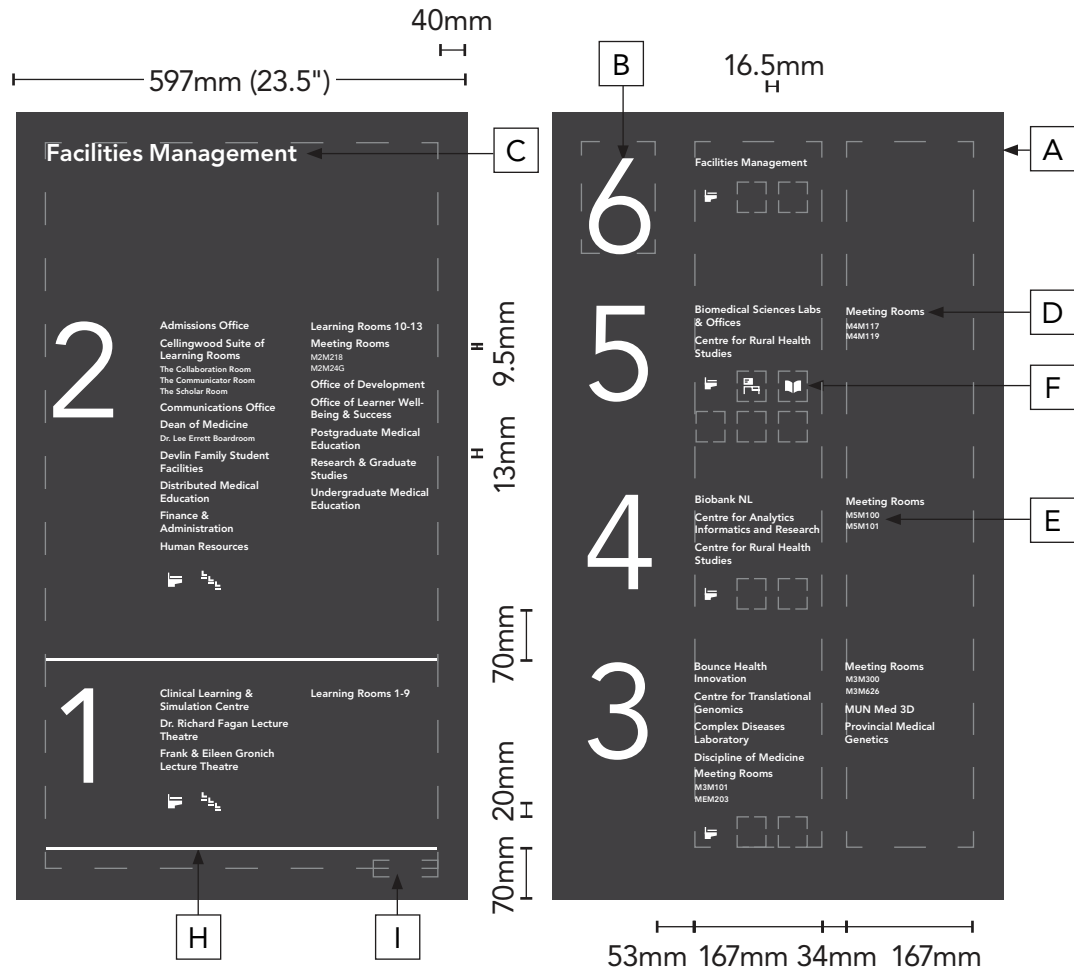 40mm
597mm (23.5")
B
16.5mm
Facilities Management
C
A
6
Facilities Management
2
Admissions Office
Cellingwood Suite of
Learning Rooms
The Collaboration Room
The Communicator Room
The Scholar Room
Communications Office
Dean of Medicine
Dr. Lee Errett Boardroom
Devlin Family Student
Facilities
Distributed Medical
Education
Finance &
Administration
Human Resources
Learning Rooms 10-13
Meeting Rooms
M2M218
M2M24G
Office of Development
Office of Learner Well-
Being & Success
Postgraduate Medical
Education
Research & Graduate
Studies
Undergraduate Medical
Education
9.5mm
13mm
5
Biomedical Sciences Labs
& Offices
Centre for Rural Health
Studies
Meeting Rooms
M4M117
M4M119
D
F
4
Biobank NL
Centre for Analytics
Informatics and Research
Centre for Rural Health
Studies
Meeting Rooms
M5M100
M5M101
E
70mm
1
Clinical Learning &
Simulation Centre
Dr. Richard Fagan Lecture
Theatre
Frank & Eileen Gronich
Lecture Theatre
Learning Rooms 1-9
20mm
70mm
3
Bounce Health
Innovation
Centre for Translational
Genomics
Complex Diseases
Laboratory
Discipline of Medicine
Meeting Rooms
M3M101
MEM203
Meeting Rooms
M3M300
M3M626
MUN Med 3D
Provincial Medical
Genetics
H
I
53mm 167mm 34mm 167mm